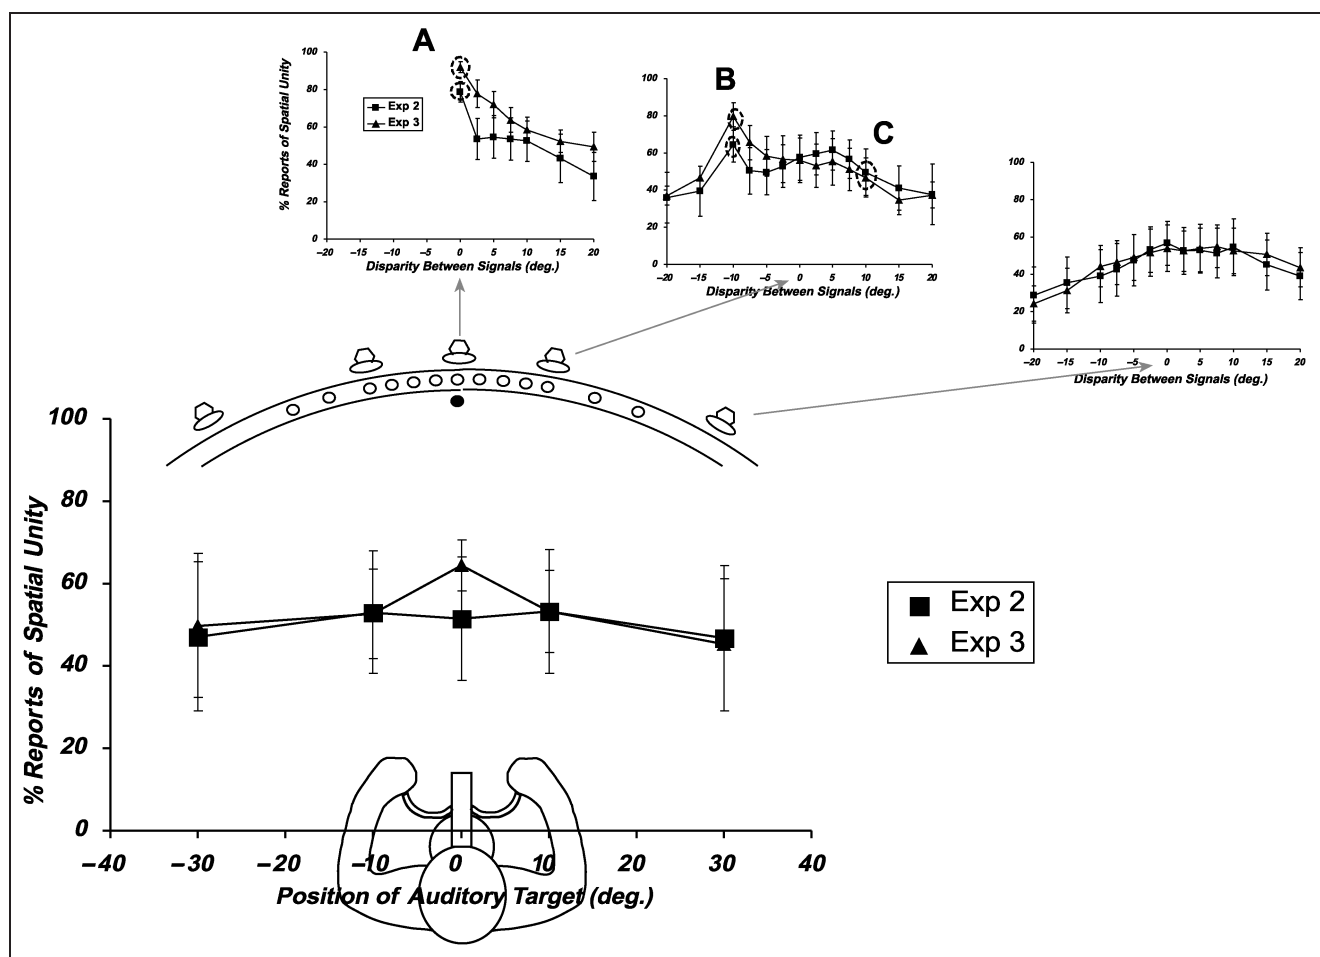 A
% Reports of Spatial Unity
100
80
60
40
20
0
Exp 2
Exp 3
–20 –15 –10 –5 0 5 10 15 20
Disparity Between Signals (deg.)
B
C
100
80
60
40
20
0
–20 –15 –10 –5 0 5 10 15 20
Disparity Between Signals (deg.)
100
80
60
40
20
0
–20 –15 –10 –5 0 5 10 15 20
Disparity Between Signals (deg.)
% Reports of Spatial Unity
100
80
60
40
20
0
Exp 2
Exp 3
–40 –30 –20 –10 0 10 20 30 40
Position of Auditory Target (deg.)